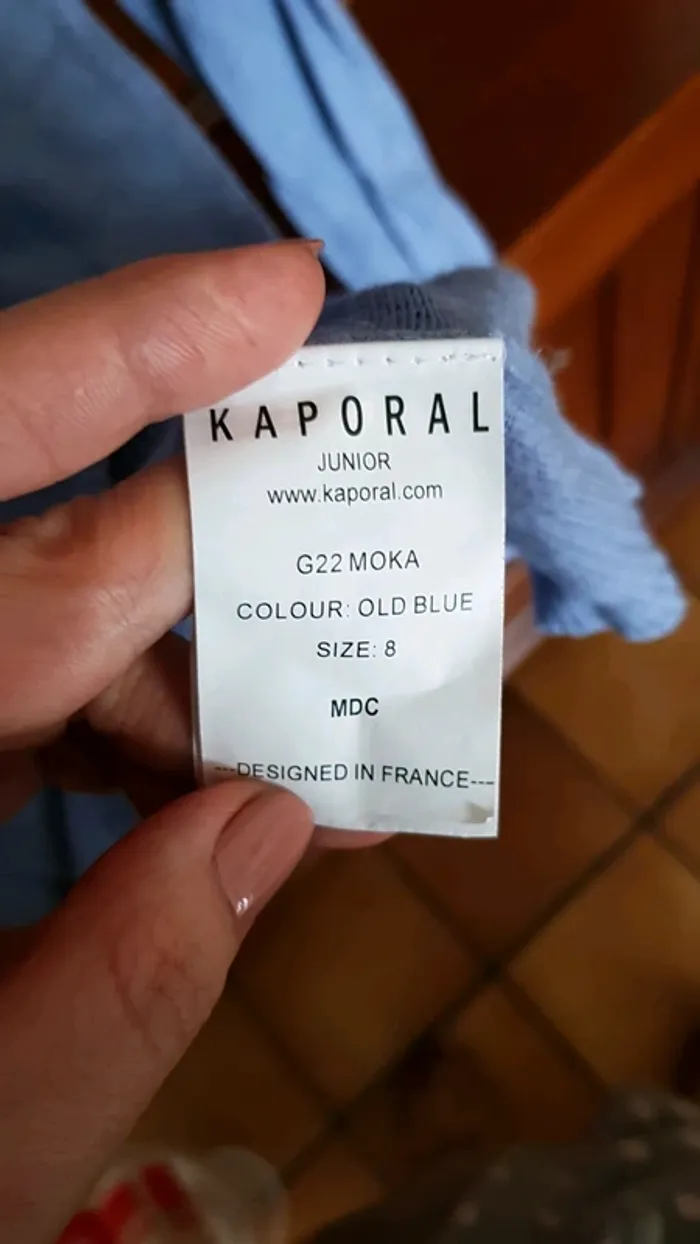 KAPORAL
JUNIOR
www.kaporal.com
G22 MOKA
COLOUR: OLD BLUE
SIZE: 8
MDC
---DESIGNED IN FRANCE---